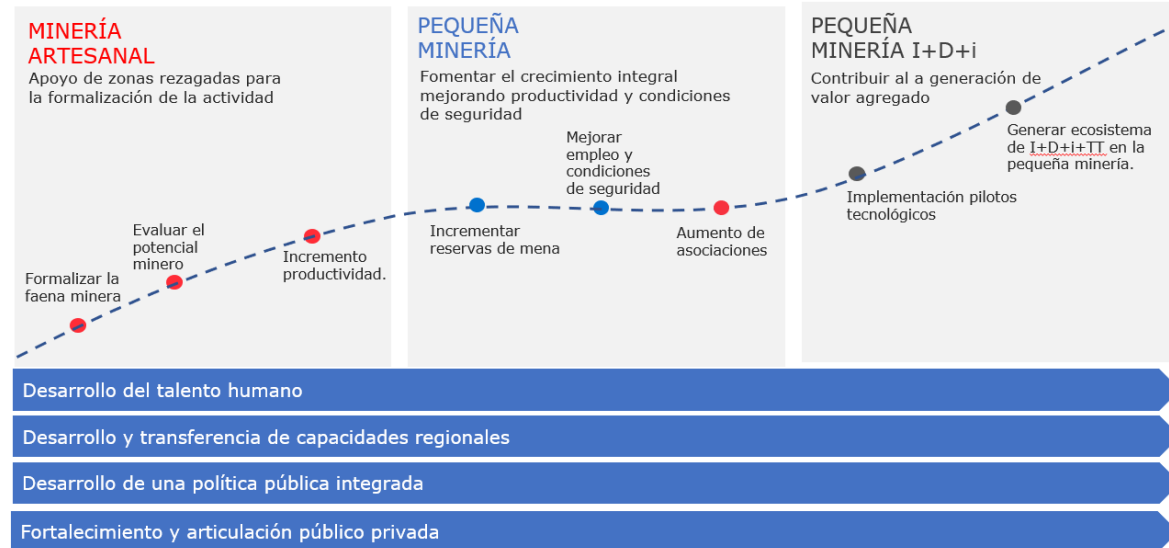 MINERÍA
ARTESANAL
Apoyo de zonas rezagadas para
la formalización de la actividad
Formalizar la
faena minera
Evaluar el
potencial
minero
Incremento
productividad.
PEQUEÑA
MINERÍA
Fomentar el crecimiento integral
mejorando productividad y condiciones
de seguridad
Incrementar
reservas de mena
Mejorar
empleo y
condiciones
de seguridad
Aumento de
asociaciones
PEQUEÑA
MINERÍA I+D+i
Contribuir al a generación de
valor agregado
Implementación pilotos
tecnológicos
Generar ecosistema
de I+D+i+TT en la
pequeña minería.
Desarrollo del talento humano
Desarrollo y transferencia de capacidades regionales
Desarrollo de una política pública integrada
Fortalecimiento y articulación público privada